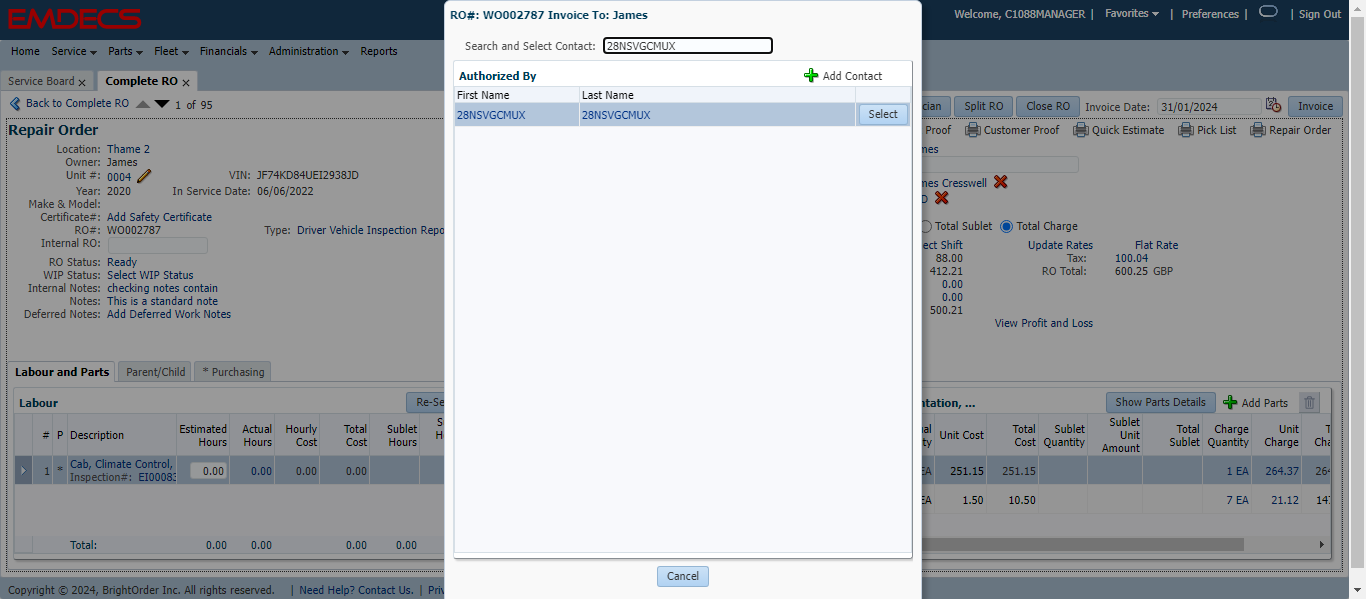 EMDECS
Welcome, C1088MANAGER | Favorites | Preferences | | Sign Out
Home Service Parts Fleet Financials Administration Reports
Service Board x Complete RO x
Back to Complete RO 1 of 95
Split RO Close RO Invoice Date: 31/01/2024 Invoice
Proof Customer Proof Quick Estimate Pick List Repair Order
Repair Order
Location: Thame 2
Owner: James
Unit #: 0004 VIN: JF74KD84UEI2938JD
Year: 2020 In Service Date: 06/06/2022
Make & Model:
Certificate#: Add Safety Certificate
RO#: WO002787 Type: Driver Vehicle Inspection Repo
Internal RO:
RO Status: Ready
WIP Status: Select WIP Status
Internal Notes: checking notes contain
Notes: This is a standard note
Deferred Notes: Add Deferred Work Notes
RO#: WO002787 Invoice To: James
Search and Select Contact: 28NSVGCMUX
Authorized By Add Contact
First Name Last Name
28NSVGCMUX 28NSVGCMUX Select
Cancel
Cresswell
Total Sublet Total Charge
Shift Update Rates Flat Rate
88.00 Tax: 100.04
412.21 RO Total: 600.25 GBP
0.00
0.00
500.21
View Profit and Loss
Labour and Parts Parent/Child * Purchasing
Labour Re-Se
# P Description Estimated Hours Actual Hours Hourly Cost Total Cost Sublet Hours
1 * Cab, Climate Control, 0.00 0.00 0.00 0.00 0.00
Inspection#: EI00083
Total: 0.00 0.00 0.00 0.00
Show Parts Details Add Parts
Unit Cost Total Cost Sublet Quantity Sublet Unit Amount Total Sublet Charge Quantity Unit Charge
EA 251.15 251.15 1 EA 264.37
EA 1.50 10.50 7 EA 21.12
Copyright © 2024, BrightOrder Inc. All rights reserved. | Need Help? Contact Us. |